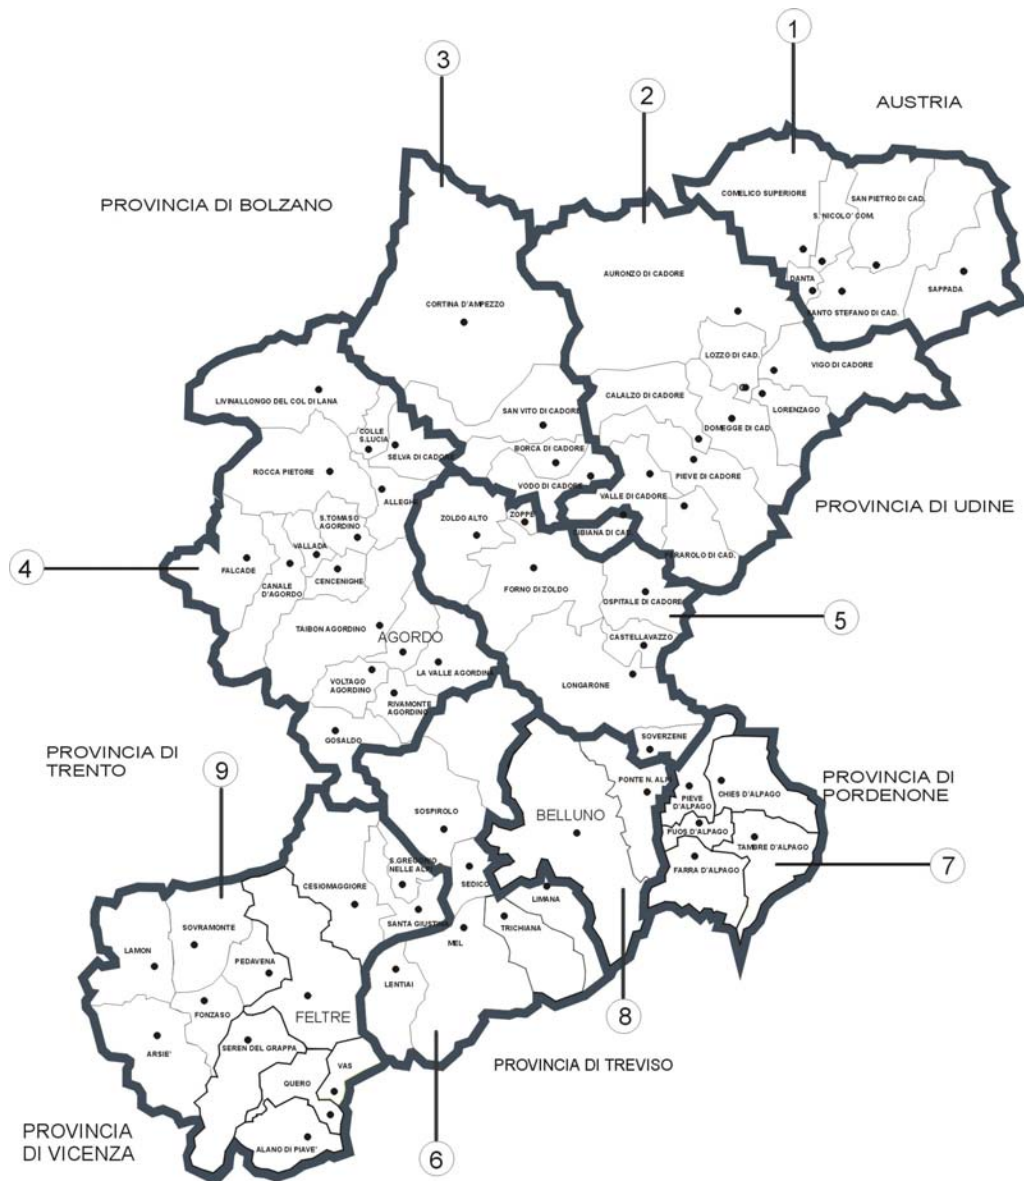 1
3
2
AUSTRIA
PROVINCIA DI BOLZANO
COMELICO SUPERIORE
SAN PIETRO DI CAD.
S. NICOLO' COM.
DANTA
SANTO STEFANO DI CAD.
SAPPADA
AURONZO DI CADORE
CORTINA D'AMPEZZO
LOZZO DI CAD.
VIGO DI CADORE
LIVINALLONGO DEL COL DI LANA
CALALZO DI CADORE
LORENZAGO
SAN VITO DI CADORE
DOMEGGE DI CAD.
COLLE
S.LUCIA
SELVA DI CADORE
BORCA DI CADORE
ROCCA PIETORE
PIEVE DI CADORE
VODO DI CADORE
ALLEGHE
VALLE DI CADORE
PROVINCIA DI UDINE
ZOLDO ALTO
ZOPPE'
S.TOMASO
AGORDINO
CIBIANA DI CAD.
VALLADA
PERAROLO DI CAD.
4
FALCADE
CANALE
D'AGORDO
CENCENIGHE
FORNO DI ZOLDO
OSPITALE DI CADORE
5
TAIBON AGORDINO
AGORDO
CASTELLAVAZZO
LA VALLE AGORDINA
VOLTAGO
AGORDINO
LONGARONE
RIVAMONTE
AGORDINO
GOSALDO
SOVERZENE
PROVINCIA DI
TRENTO
9
PONTE N. ALPI
PIEVE
D'ALPAGO
CHIES D'ALPAGO
PROVINCIA DI
PORDENONE
SOSPIROLO
BELLUNO
PUOS D'ALPAGO
TAMBRE D'ALPAGO
S.GREGORIO
NELLE ALPI
SEDICO
FARRA D'ALPAGO
7
CESIOMAGGIORE
LIMANA
SANTA GIUSTINA
TRICHIANA
SOVRAMONTE
MEL
LAMON
PEDAVENA
LENTIAI
FONZASO
FELTRE
8
ARSIE'
SEREN DEL GRAPPA
VAS
PROVINCIA DI TREVISO
QUERO
PROVINCIA
DI VICENZA
ALANO DI PIAVE'
6